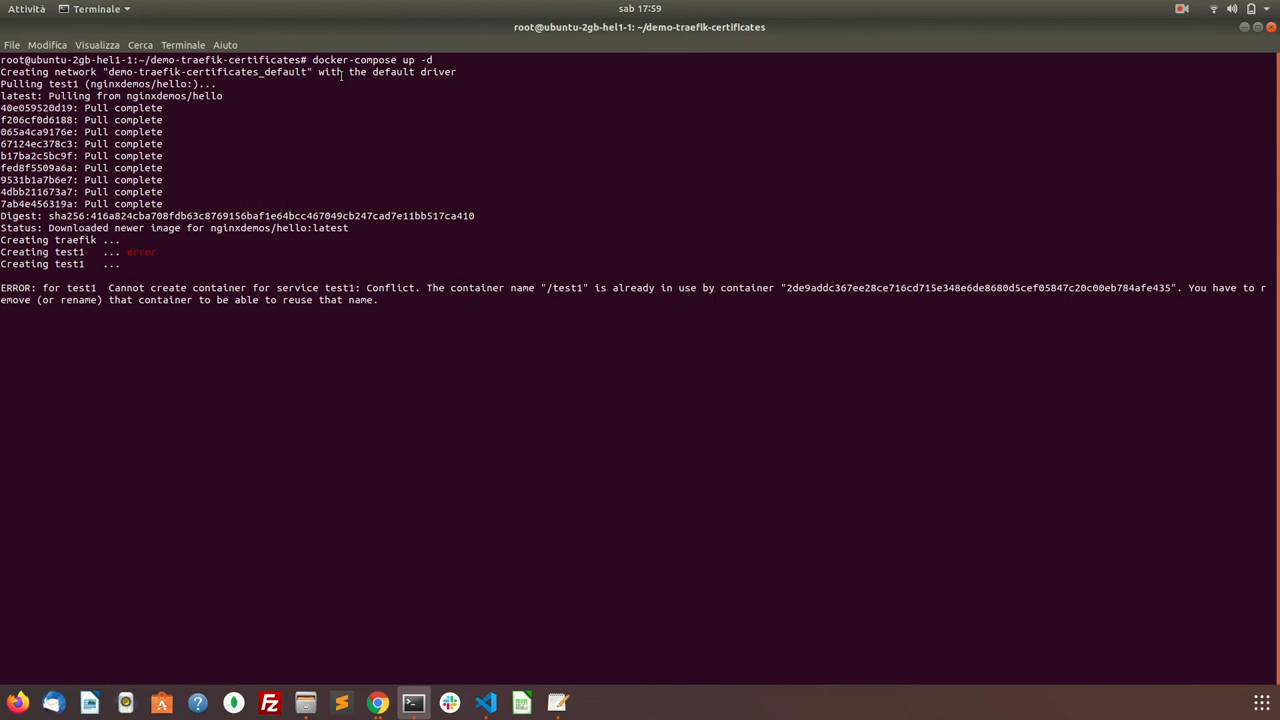 Attività
Terminale
sab 17:59
root@ubuntu-2gb-hel1-1: ~/demo-traefik-certificates
File Modifica Visualizza Cerca Terminale Aiuto
root@ubuntu-2gb-hel1-1:~/demo-traefik-certificates# docker-compose up -d
Creating network "demo-traefik-certificates_default" with the default driver
Pulling test1 (nginxdemos/hello:)...
latest: Pulling from nginxdemos/hello
40e059520d19: Pull complete
f206cf0d6188: Pull complete
065a4ca9176e: Pull complete
67124ec378c3: Pull complete
b17ba2c5bc9f: Pull complete
fed8f5509a6a: Pull complete
9531b1a7b6e7: Pull complete
4dbb211673a7: Pull complete
7ab4e456319a: Pull complete
Digest: sha256:416a824cba708fdb63c8769156baf1e64bcc467049cb247cad7e11bb517ca410
Status: Downloaded newer image for nginxdemos/hello:latest
Creating traefik ...
Creating test1   ... error
Creating test1   ...
ERROR: for test1  Cannot create container for service test1: Conflict. The container name "/test1" is already in use by container "2de9addc367ee28ce716cd715e348e6de8680d5cef05847c20c00eb784afe435". You have to r
emove (or rename) that container to be able to reuse that name.